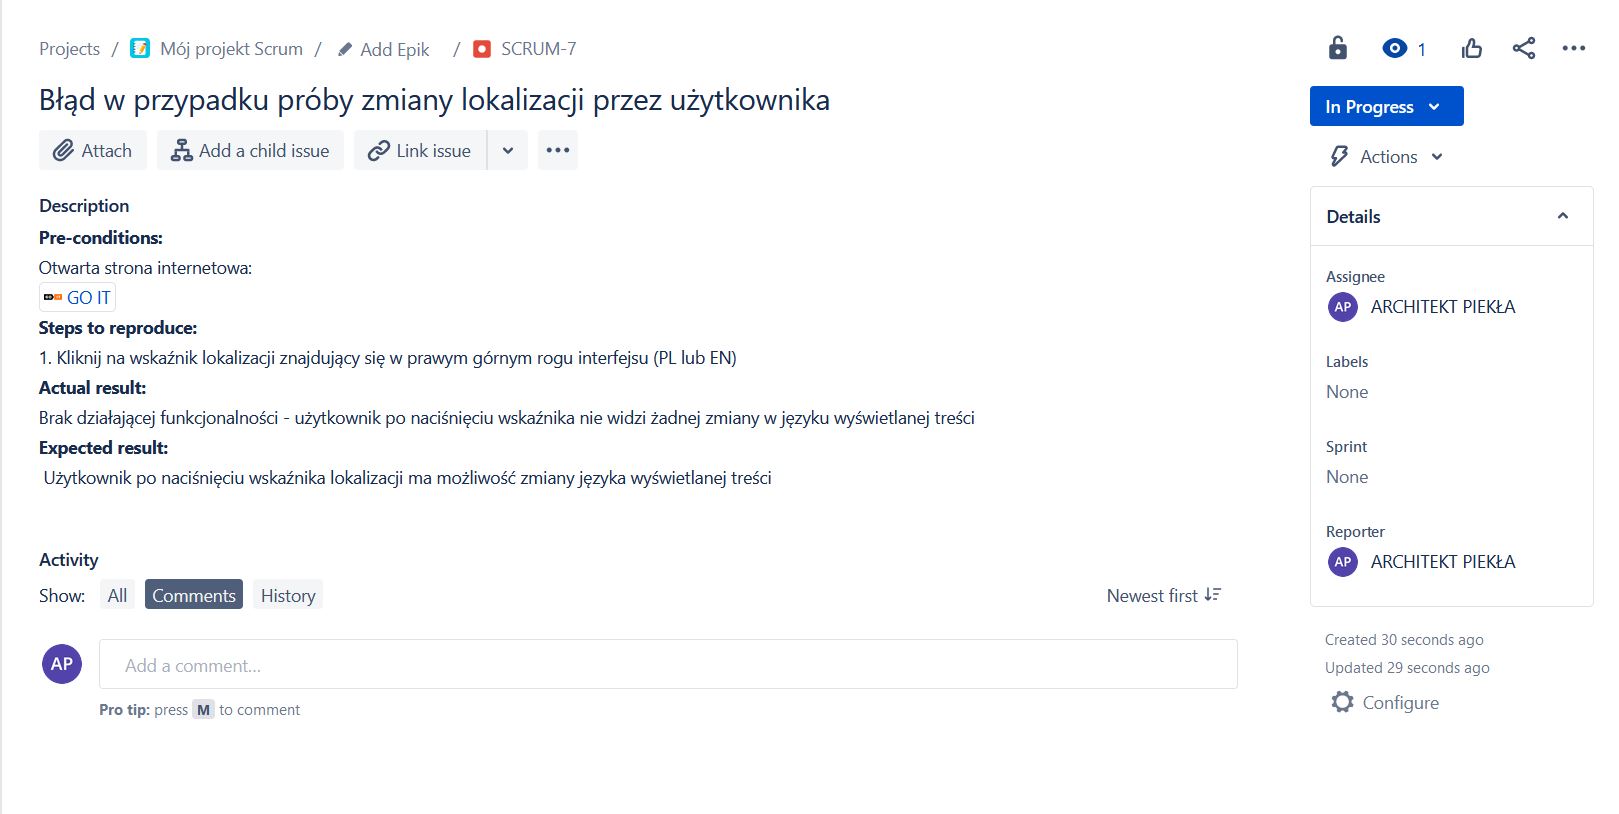 Projects / Mój projekt Scrum / Add Epik / SCRUM-7
1
Błąd w przypadku próby zmiany lokalizacji przez użytkownika
In Progress
Attach Add a child issue Link issue
Actions
Description
Pre-conditions:
Otwarta strona internetowa:
GO IT
Steps to reproduce:
1. Kliknij na wskaźnik lokalizacji znajdujący się w prawym górnym rogu interfejsu (PL lub EN)
Actual result:
Brak działającej funkcjonalności - użytkownik po naciśnięciu wskaźnika nie widzi żadnej zmiany w języku wyświetlanej treści
Expected result:
Użytkownik po naciśnięciu wskaźnika lokalizacji ma możliwość zmiany języka wyświetlanej treści
Details
Assignee
AP ARCHITEKT PIEKŁA
Labels
None
Sprint
None
Reporter
AP ARCHITEKT PIEKŁA
Activity
Show: All Comments History
Newest first
AP Add a comment...
Pro tip: press M to comment
Created 30 seconds ago
Updated 29 seconds ago
Configure